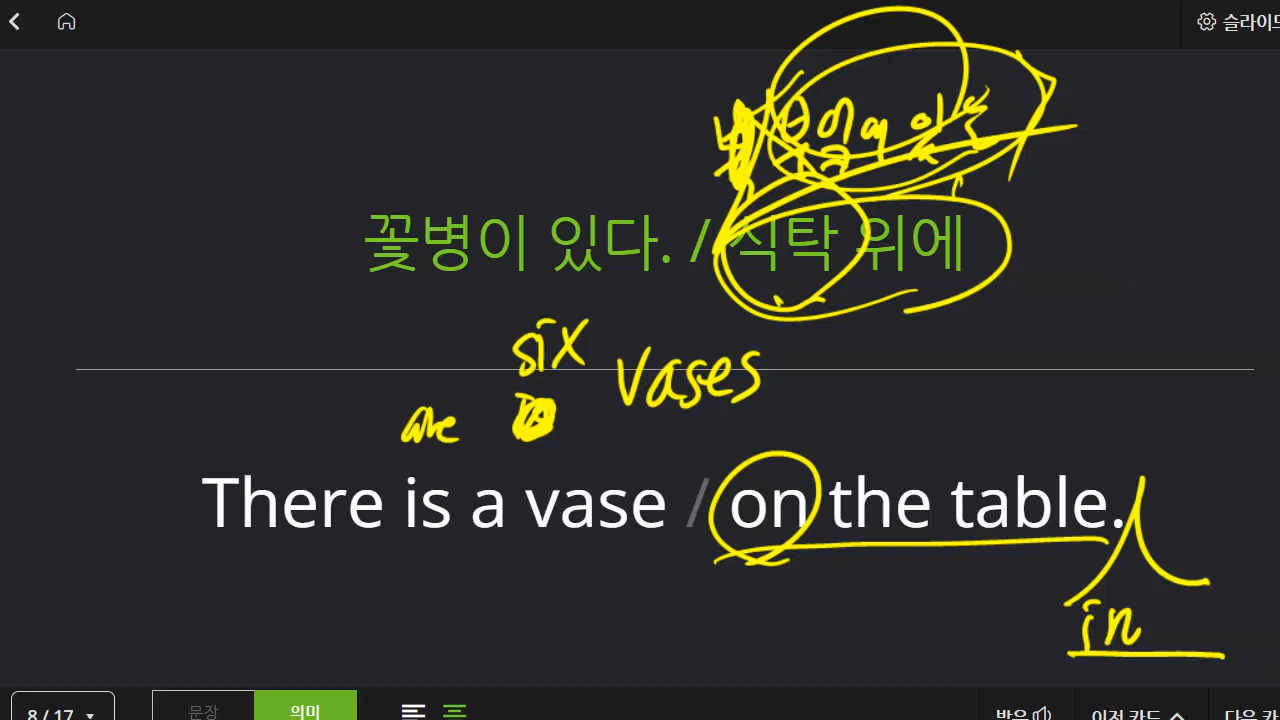 슬라이드
꽃병이 있다. / 식탁 위에
six
vases
are
There is a vase / on the table.
in
8 / 17
문장
의미
발음
이전 카드
다음 카